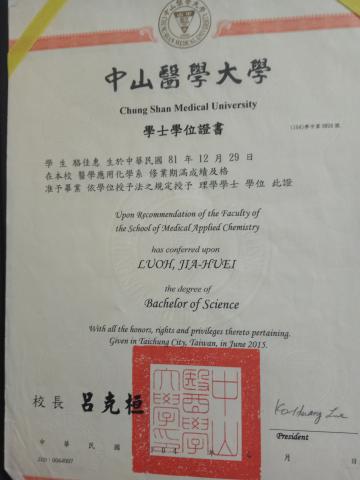 中山醫學大學
Chung Shan Medical University
學士學位證書
學生 駱佳惠 生於中華民國 81 年 12 月 29 日
在本校 醫學應用化學系 修業期滿成績及格
准予畢業 依學位授予法之規定授予 理學學士 學位 此證
Upon Recommendation of the Faculty of
the School of Medical Applied Chemistry
has conferred upon
LUOH, JIA-HUEI
the degree of
Bachelor of Science
With all the honors, rights and privileges thereto pertaining.
Given in Taichung City, Taiwan, in June 2015.
校長 呂克桓
President
中華民國 年 月 日